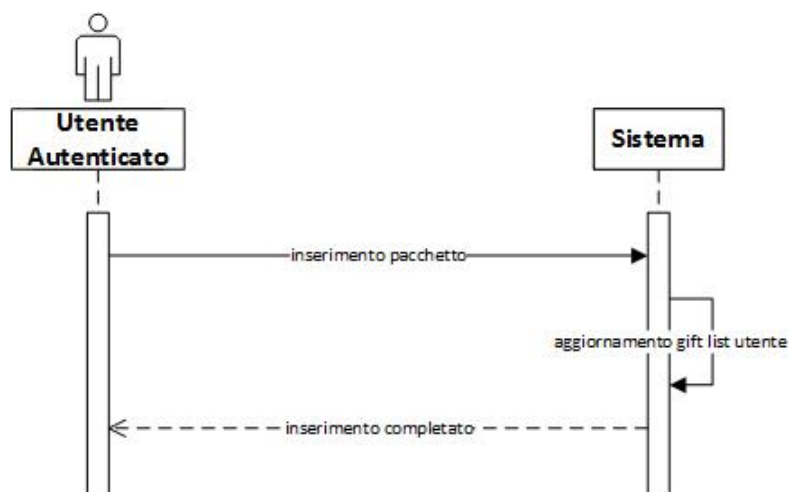 Utente
Autenticato
Sistema
inserimento pacchetto
aggiornamento gift list utente
inserimento completato